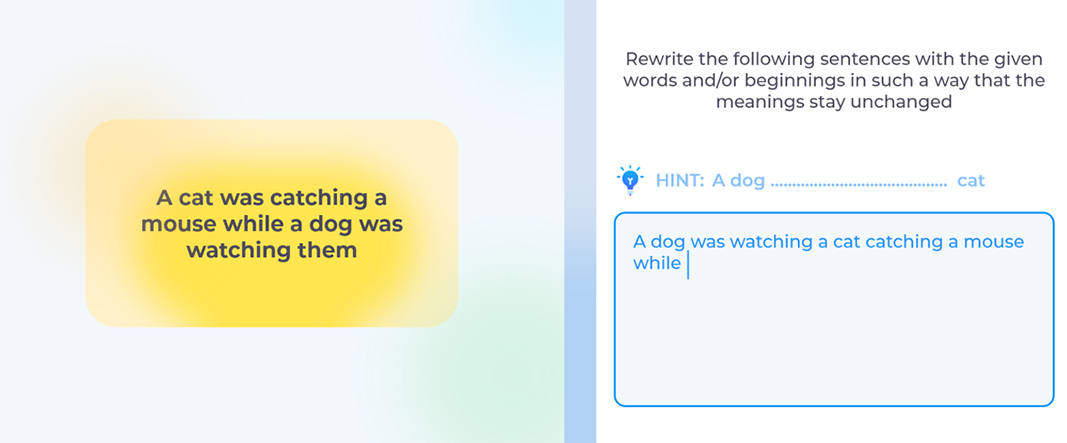 A cat was catching a
mouse while a dog was
watching them
Rewrite the following sentences with the given
words and/or beginnings in such a way that the
meanings stay unchanged
HINT: A dog .......................................... cat
A dog was watching a cat catching a mouse
while